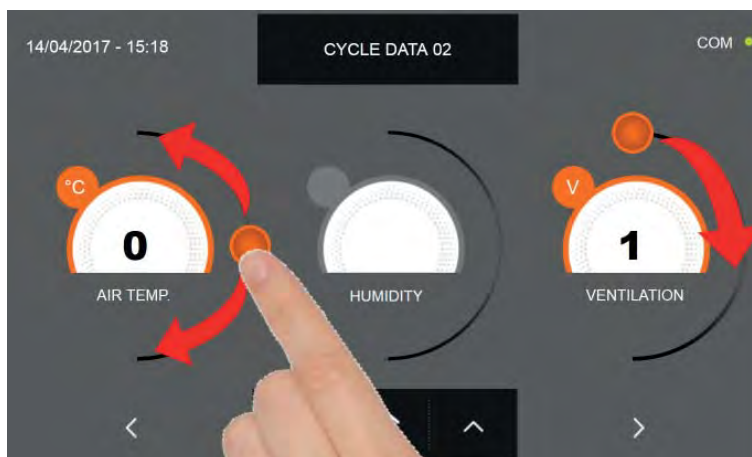 14/04/2017 - 15:18
CYCLE DATA 02
COM
°C
V
0
1
AIR TEMP.
HUMIDITY
VENTILATION